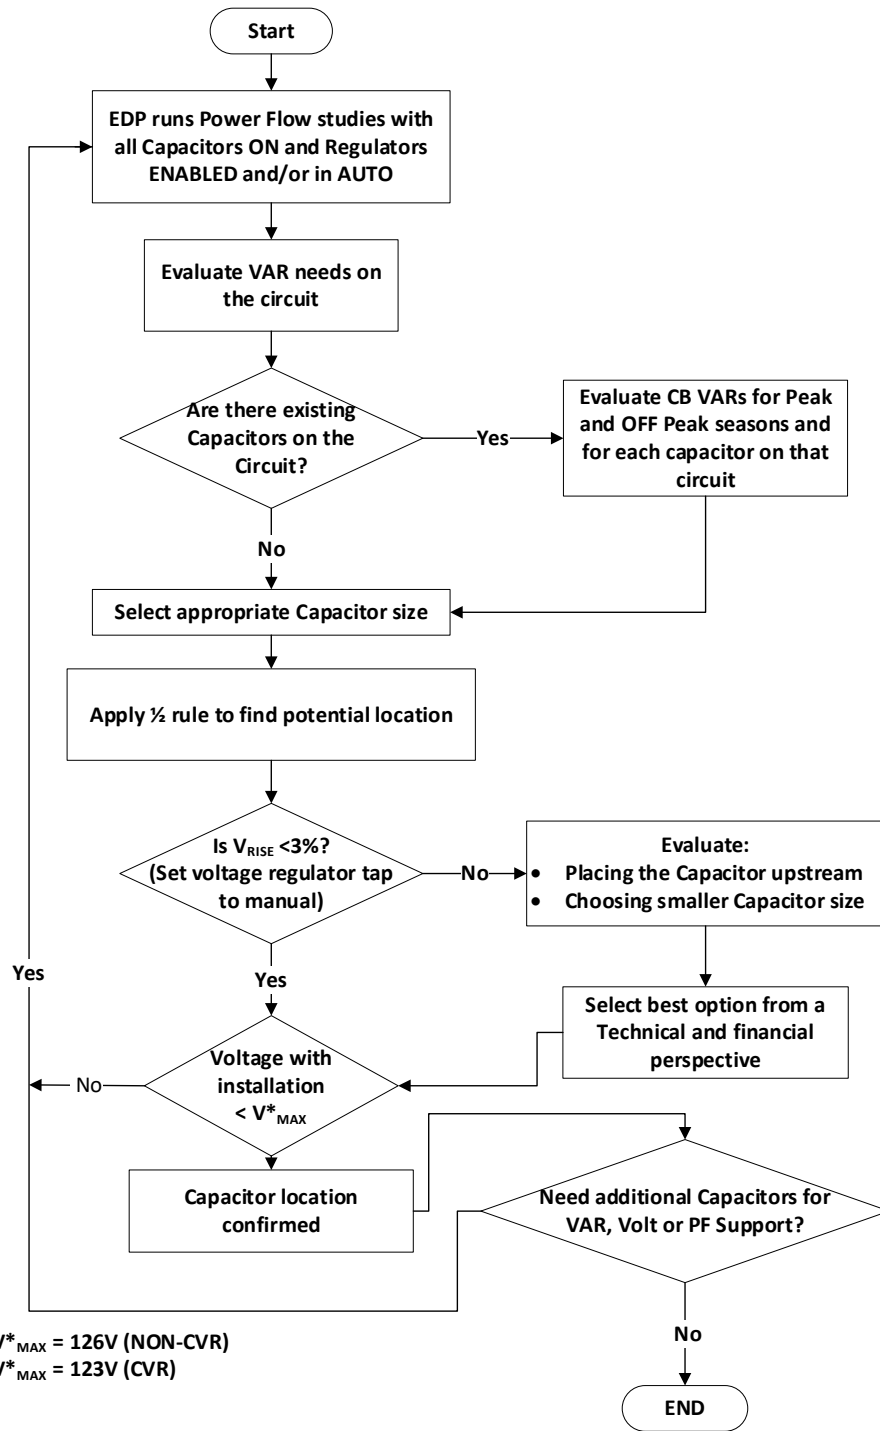 Start
EDP runs Power Flow studies with
all Capacitors ON and Regulators
ENABLED and/or in AUTO
Evaluate VAR needs on
the circuit
Are there existing
Capacitors on the
Circuit?
Yes
Evaluate CB VARs for Peak
and OFF Peak seasons and
for each capacitor on that
circuit
No
Select appropriate Capacitor size
Apply ½ rule to find potential location
Is VRISE <3%?
(Set voltage regulator tap
to manual)
No
Evaluate:
• Placing the Capacitor upstream
• Choosing smaller Capacitor size
Yes
Yes
Select best option from a
Technical and financial
perspective
Voltage with
installation
< V*MAX
No
Capacitor location
confirmed
Need additional Capacitors for
VAR, Volt or PF Support?
No
V*MAX = 126V (NON-CVR)
V*MAX = 123V (CVR)
END